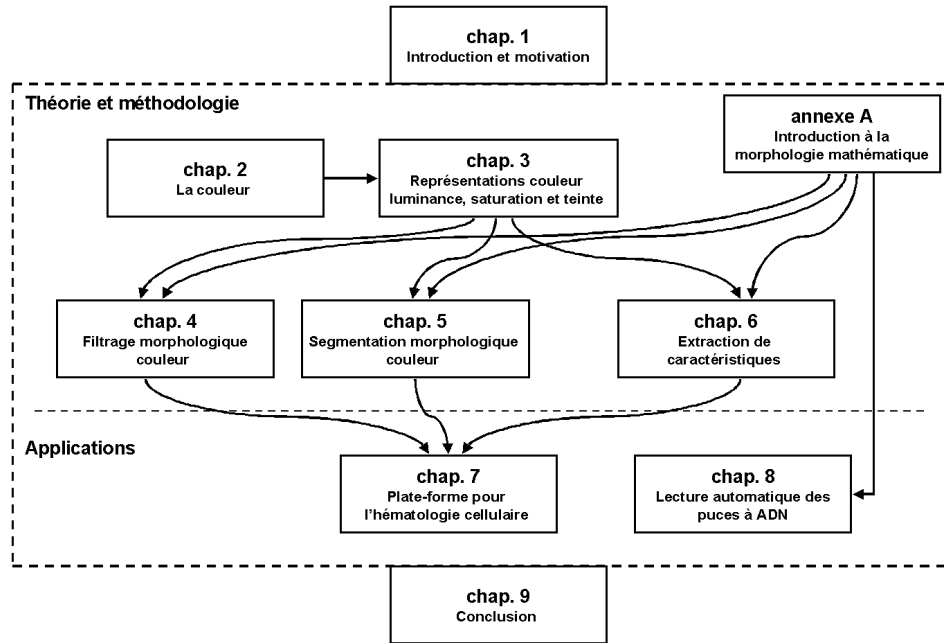 chap. 1
Introduction et motivation
Théorie et méthodologie
annexe A
Introduction à la
morphologie mathématique
chap. 2
La couleur
chap. 3
Représentations couleur
luminance, saturation et teinte
chap. 4
Filtrage morphologique
couleur
chap. 5
Segmentation morphologique
couleur
chap. 6
Extraction de
caractéristiques
Applications
chap. 7
Plate-forme pour
l'hématologie cellulaire
chap. 8
Lecture automatique des
puces à ADN
chap. 9
Conclusion